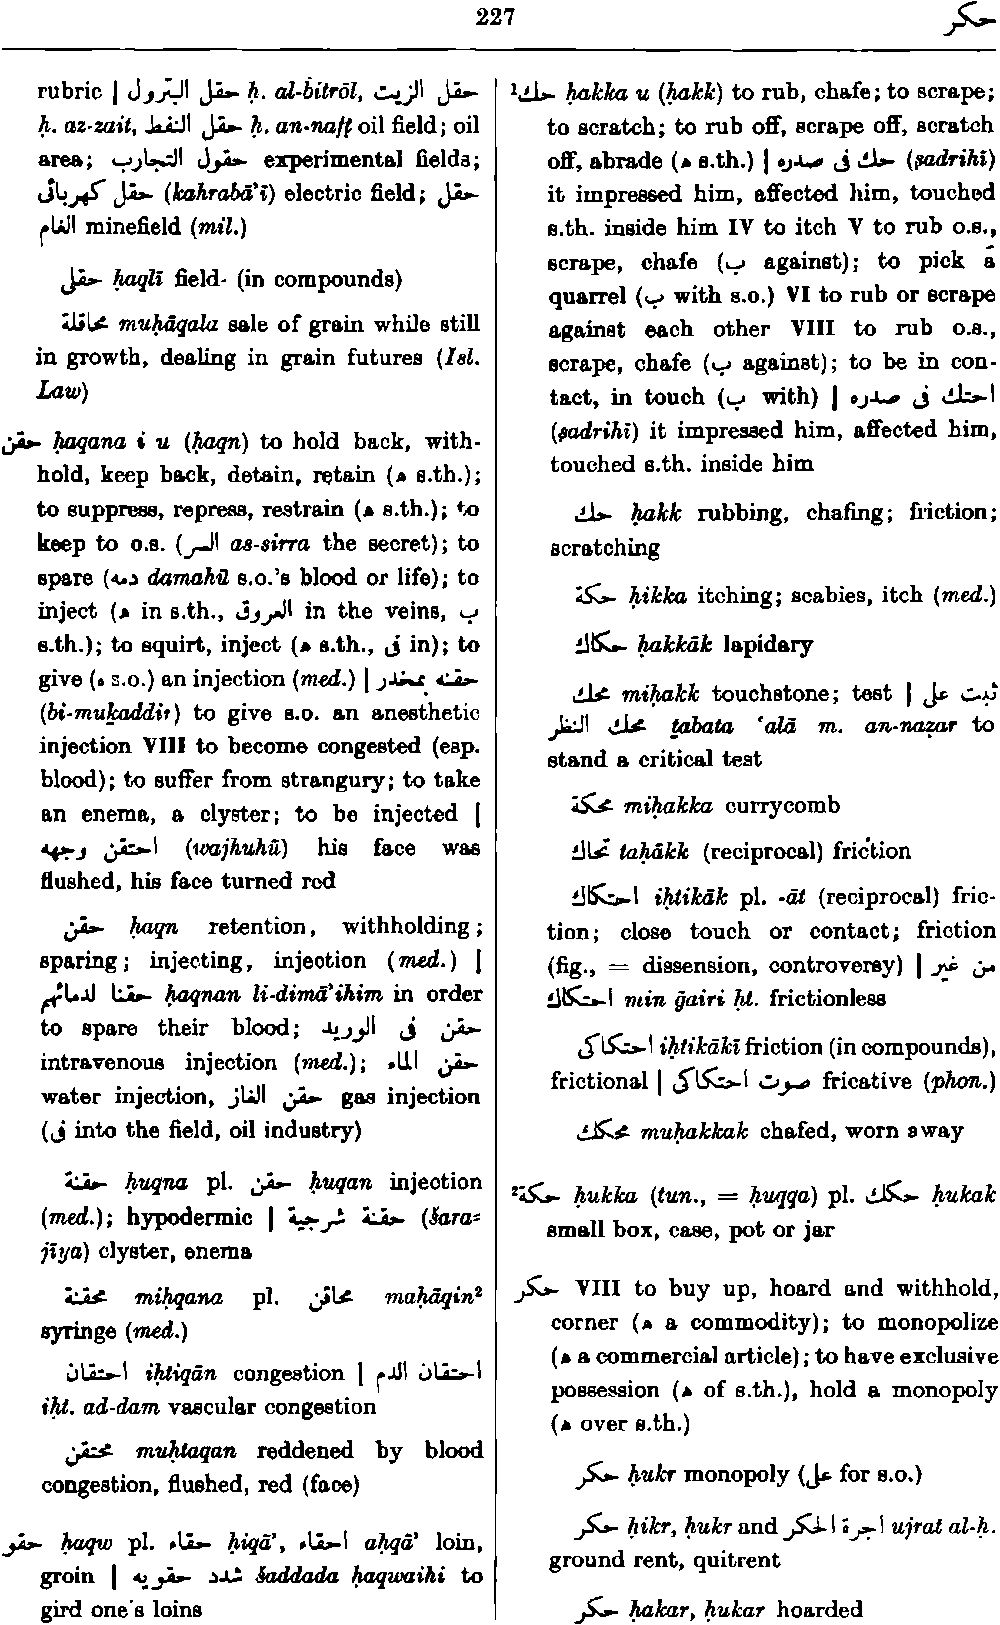 227
حكر
rubric | حقل البترول ḥ. al-bitrōl, حقل الزيت
ḥ. az-zait, حقل النفط ḥ. an-nafṭ oil field; oil
area; حقول التجارب experimental fields;
حقل كهربائى (kahrabā'ī) electric field; حقل
الغام minefield (mil.)
حقلى ḥaqlī field- (in compounds)
محاقلة muḥāqala sale of grain while still
in growth, dealing in grain futures (Isl.
Law)
حقن ḥaqana i u (ḥaqn) to hold back, with-
hold, keep back, detain, retain (ه s.th.);
to suppress, repress, restrain (ه s.th.); to
keep to o.s. (السر as-sirra the secret); to
spare (دمه damahū s.o.'s blood or life); to
inject (ه in s.th., العروق in the veins, ب
s.th.); to squirt, inject (ه s.th., فى in); to
give (ه s.o.) an injection (med.) | حقنه بمخدر
(bi-muḵaddir) to give s.o. an anesthetic
injection VIII to become congested (esp.
blood); to suffer from strangury; to take
an enema, a clyster; to be injected |
احتقن وجهه (wajhuhū) his face was
flushed, his face turned red
حقن ḥaqn retention, withholding;
sparing; injecting, injection (med.) |
حقنا لدمائهم ḥaqnan li-dimā'ihim in order
to spare their blood; حقن فى الوريد
intravenous injection (med.); حقن الماء
water injection, حقن الغاز gas injection
(فى into the field, oil industry)
حقنة ḥuqna pl. حقن ḥuqan injection
(med.); hypodermic | حقنة شرجية (šara-
jīya) clyster, enema
محقنة miḥqana pl. محاقن maḥāqin²
syringe (med.)
احتقان iḥtiqān congestion | احتقان الدم
iḥt. ad-dam vascular congestion
محتقن muḥtaqan reddened by blood
congestion, flushed, red (face)
حقو ḥaqw pl. حقاء ḥiqā', احقاء aḥqā' loin,
groin | شدد حقويه šaddada ḥaqwaihi to
gird one's loins
¹حك ḥakka u (ḥakk) to rub, chafe; to scrape;
to scratch; to rub off, scrape off, scratch
off, abrade (ه s.th.) | حك فى صدره (ṣadrihī)
it impressed him, affected him, touched
s.th. inside him IV to itch V to rub o.s.,
scrape, chafe (ب against); to pick a
quarrel (ب with s.o.) VI to rub or scrape
against each other VIII to rub o.s.,
scrape, chafe (ب against); to be in con-
tact, in touch (ب with) | احتك فى صدره
(ṣadrihī) it impressed him, affected him,
touched s.th. inside him
حك ḥakk rubbing, chafing; friction;
scratching
حكة ḥikka itching; scabies, itch (med.)
حكاك ḥakkāk lapidary
محك miḥakk touchstone; test | ثبت على
محك النظر ṯabata 'alā m. an-naẓar to
stand a critical test
محكة miḥakka currycomb
تحاك taḥākk (reciprocal) friction
احتكاك iḥtikāk pl. -āt (reciprocal) fric-
tion; close touch or contact; friction
(fig., = dissension, controversy) | من غير
احتكاك min ḡairi ḥt. frictionless
احتكاكى iḥtikākī friction (in compounds),
frictional | صوت احتكاكى fricative (phon.)
محكك muḥakkak chafed, worn away
²حكة ḥukka (tun., = ḥuqqa) pl. حكك ḥukak
small box, case, pot or jar
حكر VIII to buy up, hoard and withhold,
corner (ه a commodity); to monopolize
(ه a commercial article); to have exclusive
possession (ه of s.th.), hold a monopoly
(ه over s.th.)
حكر ḥukr monopoly (على for s.o.)
حكر ḥikr, ḥukr and اجرة الحكر ujrat al-ḥ.
ground rent, quitrent
حكر ḥakar, ḥukar hoarded